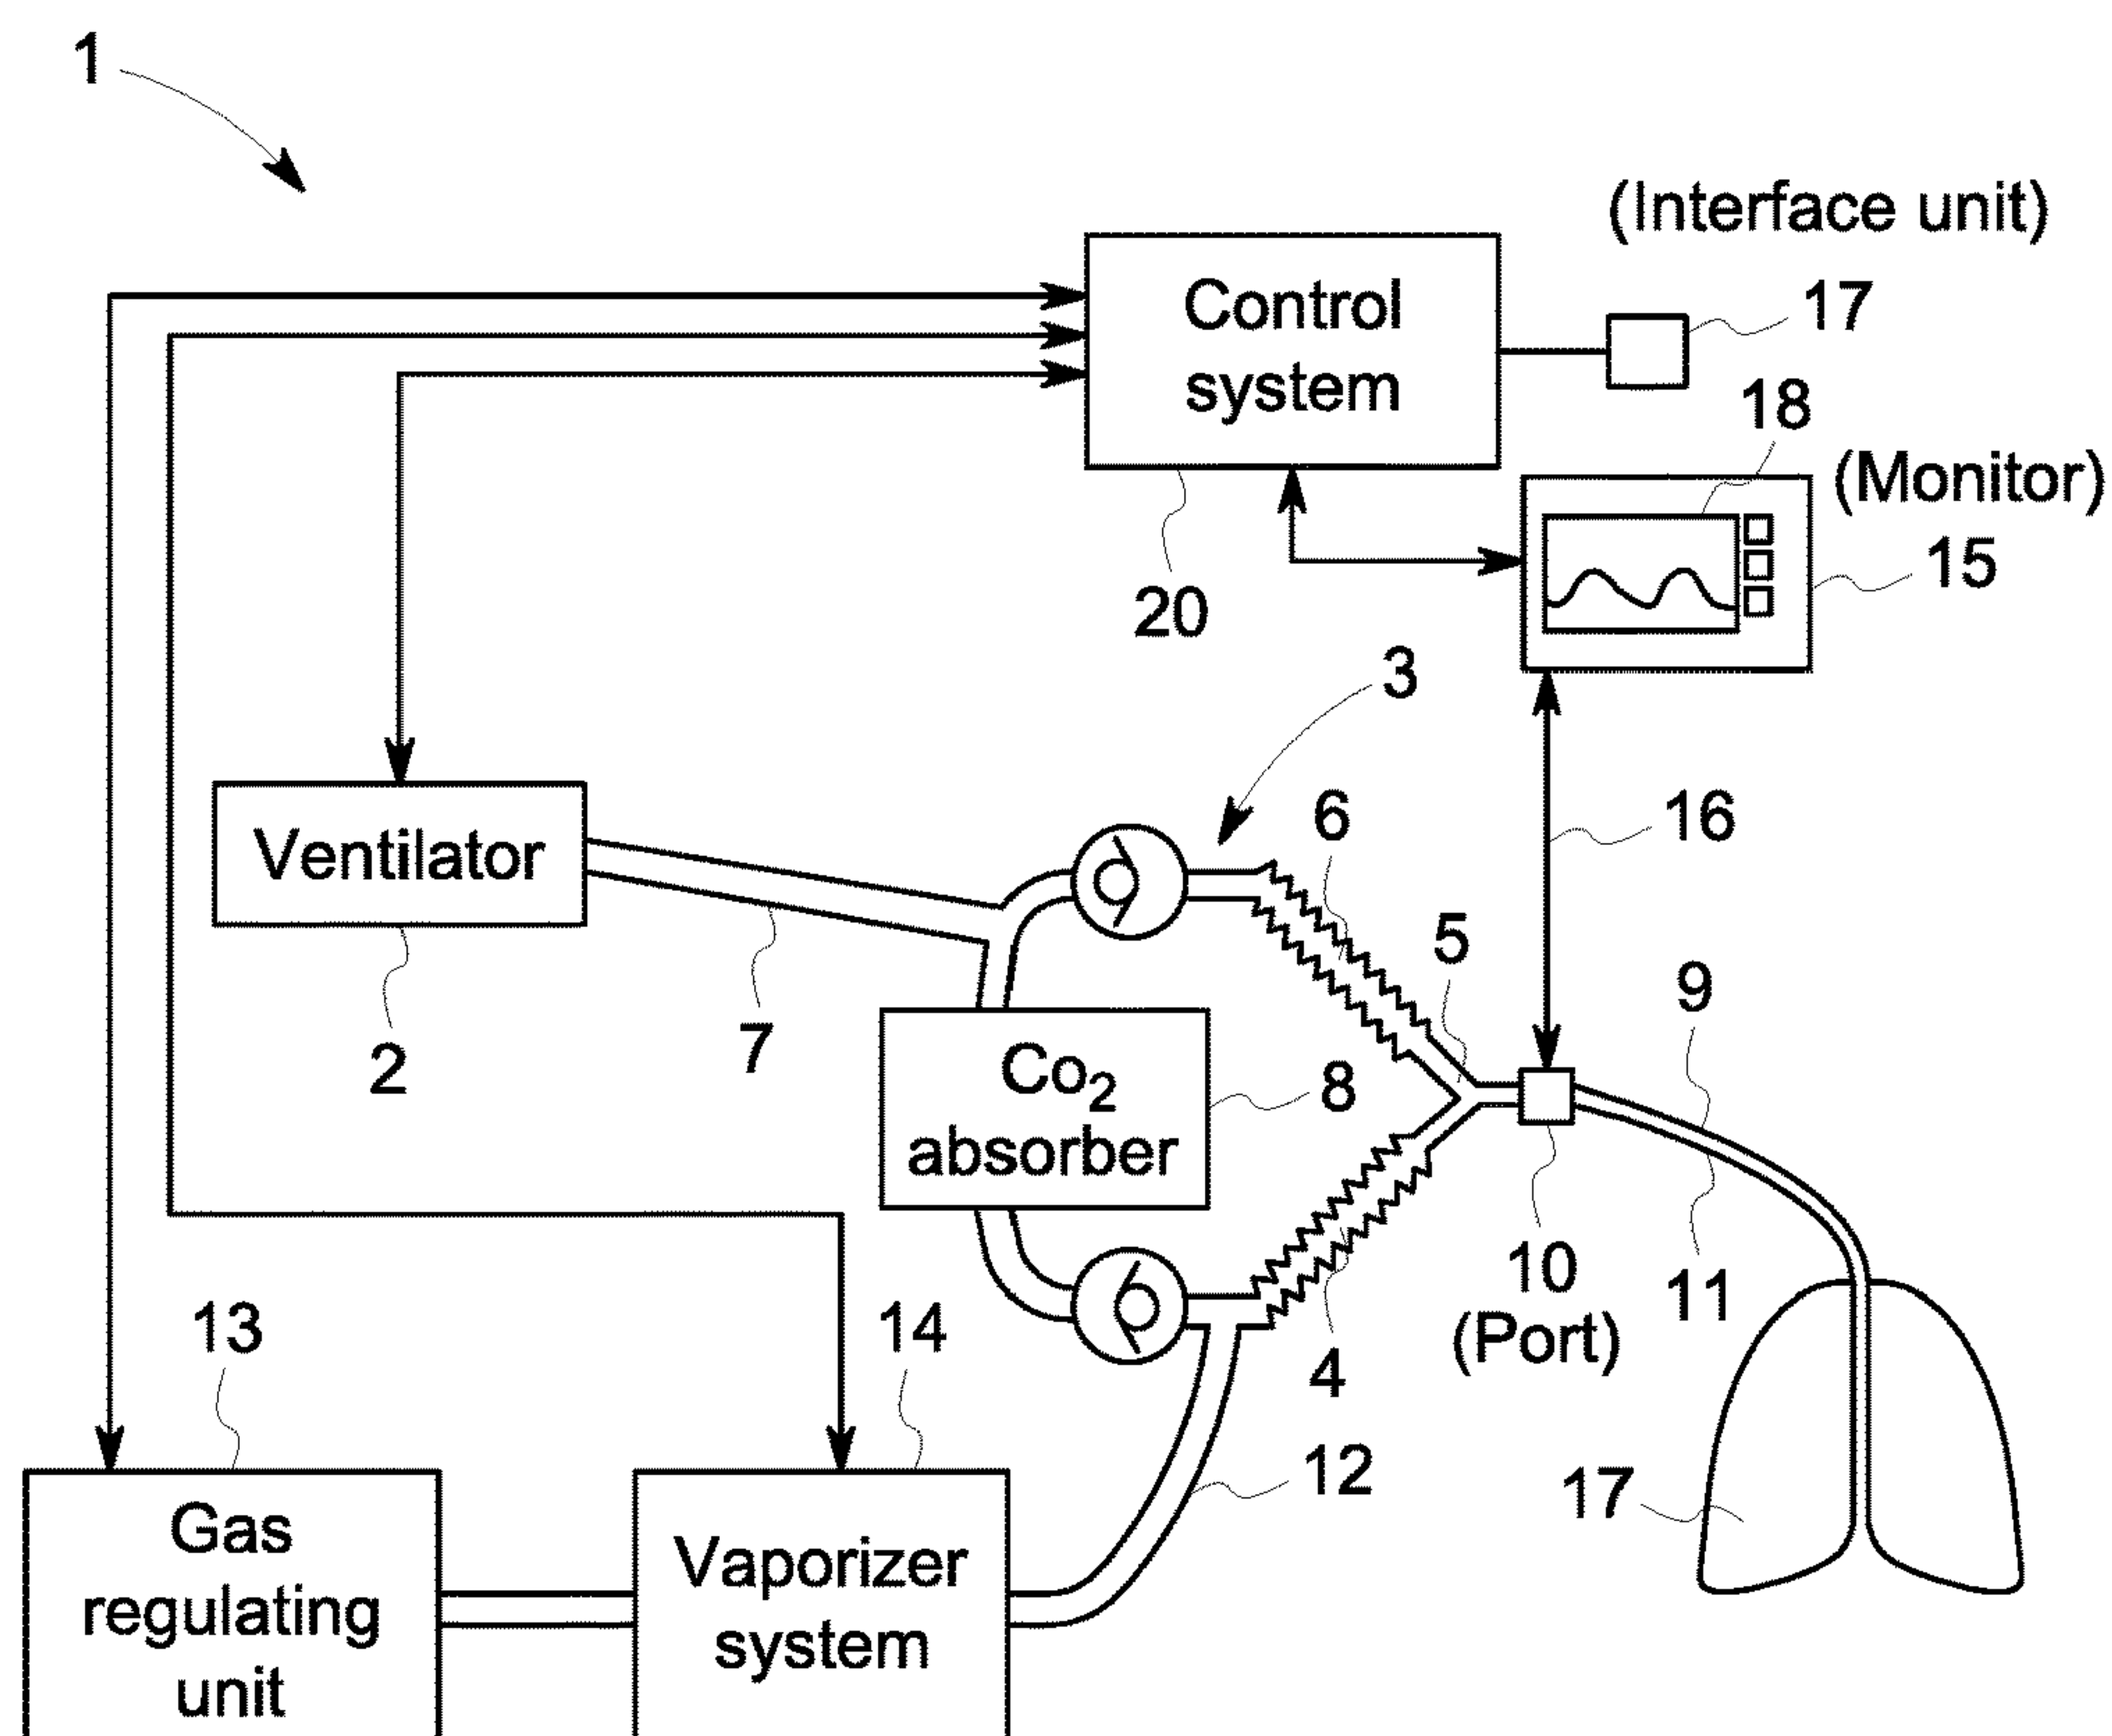 1
(Interface unit)
Control
system
17
18
(Monitor)
15
20
3
Ventilator
6
16
5
9
2
7
Co₂
absorber
8
10
(Port)
11
13
14
4
12
17
Gas
regulating
unit
Vaporizer
system